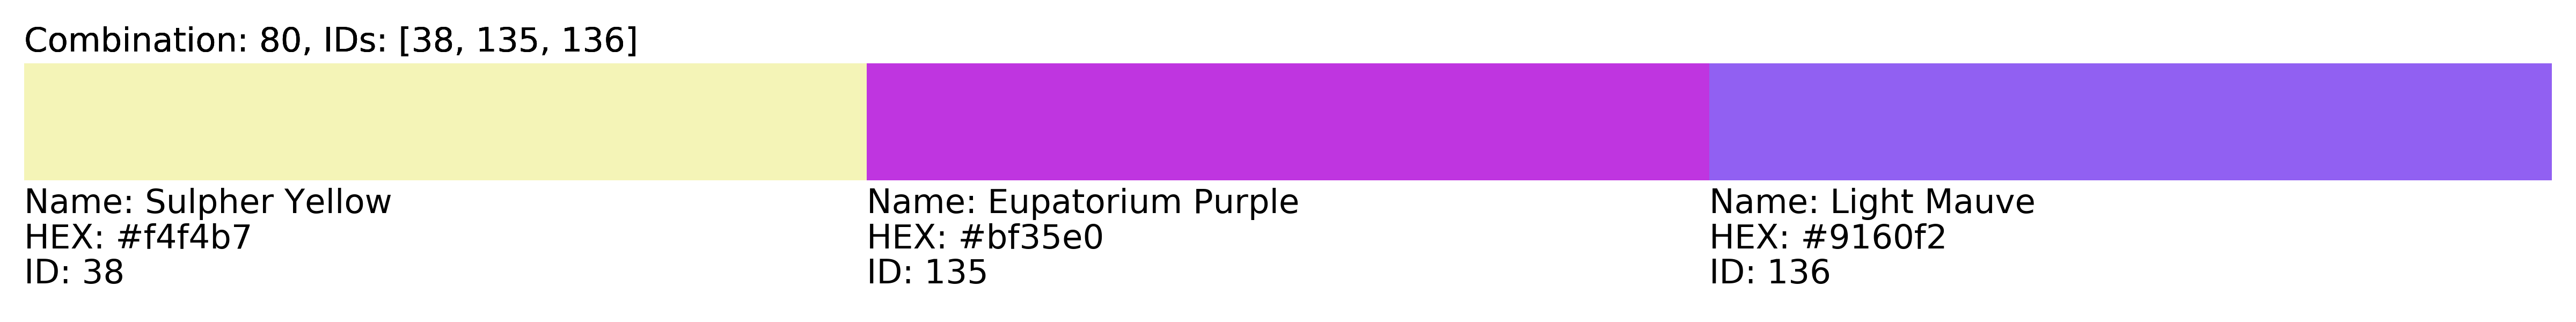 Combination: 80, IDs: [38, 135, 136]
Name: Sulpher Yellow
HEX: #f4f4b7
ID: 38
Name: Eupatorium Purple
HEX: #bf35e0
ID: 135
Name: Light Mauve
HEX: #9160f2
ID: 136